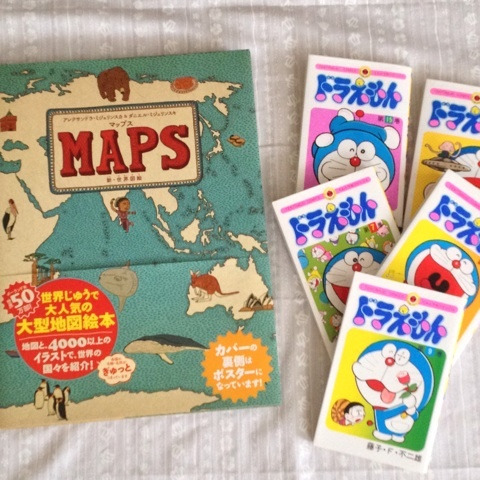 アレクサンドラ・ミジェリンスカ & ダニエル・ミジェリンスキ
マップス
MAPS
新・世界図絵
50
世界じゅうで
大人気の
大型地図絵本
地図と、4000以上の
イラストで、世界の
国々を紹介!
ぎゅっと
カバーの
裏側は
ポスターに
なっています!
ドラえもん
ドラえもん
ドラえもん
ドラえもん
ドラえもん
藤子・F・不二雄